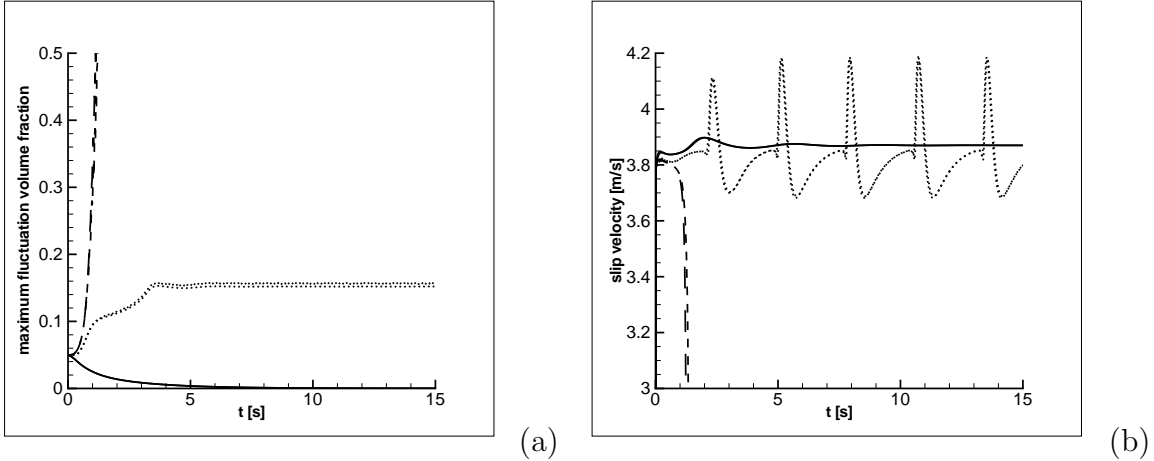 maximum fluctuation volume fraction
0.5
0.4
0.3
0.2
0.1
0
0 5 10 15
t [s]
(a)
slip velocity [m/s]
4.2
4
3.8
3.6
3.4
3.2
3
0 5 10 15
t [s]
(b)